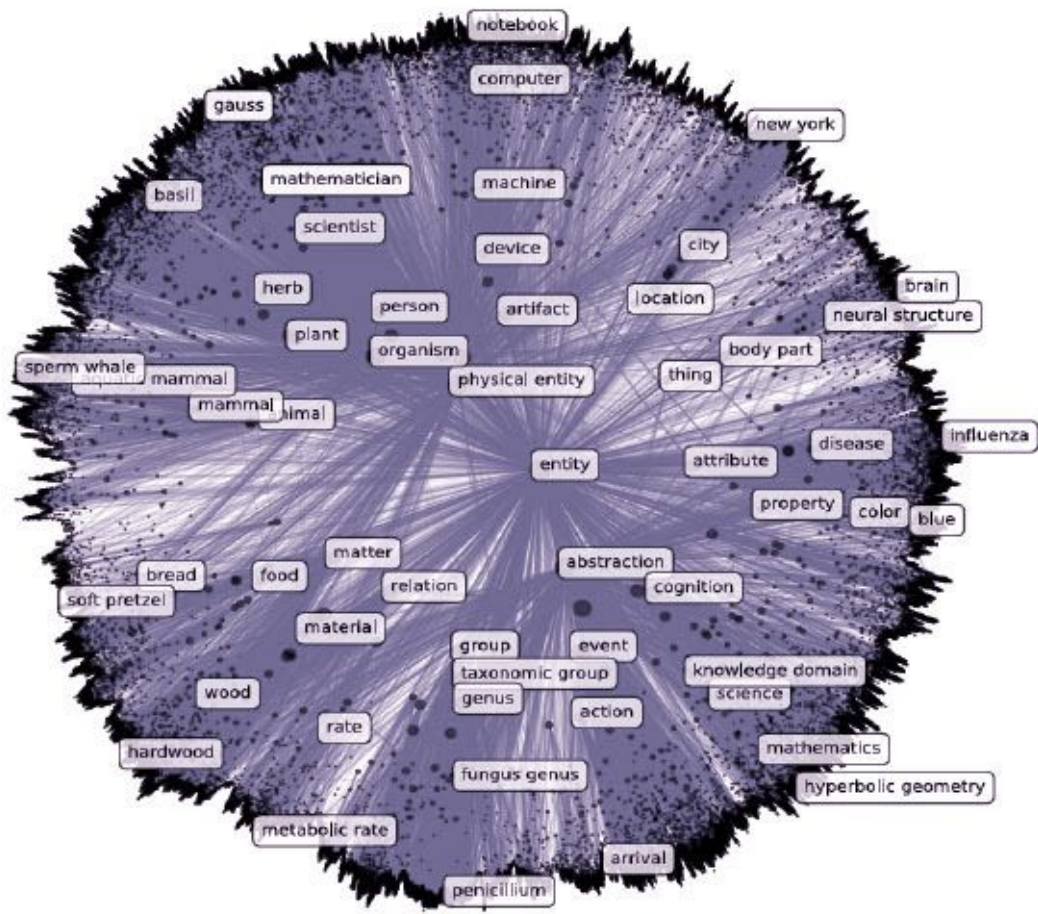 notebook
computer
gauss
new york
mathematician
machine
basil
scientist
device
city
herb
person
artifact
location
brain
neural structure
plant
organism
body part
sperm whale
aquatic mammal
physical entity
thing
mammal
animal
entity
attribute
disease
influenza
property
color
blue
matter
abstraction
bread
food
relation
cognition
soft pretzel
material
group
event
taxonomic group
knowledge domain
wood
genus
science
action
rate
hardwood
mathematics
fungus genus
hyperbolic geometry
metabolic rate
arrival
penicillium